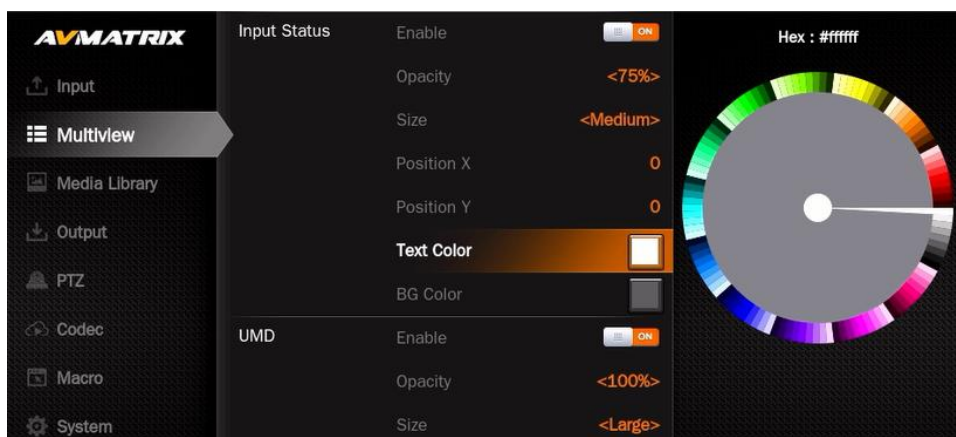 AVMATRIX
Input
Multiview
Media Library
Output
PTZ
Codec
Macro
System
Input Status
Enable ON
Opacity <75%>
Size <Medium>
Position X 0
Position Y 0
Text Color
BG Color
UMD
Enable ON
Opacity <100%>
Size <Large>
Hex : #ffffff